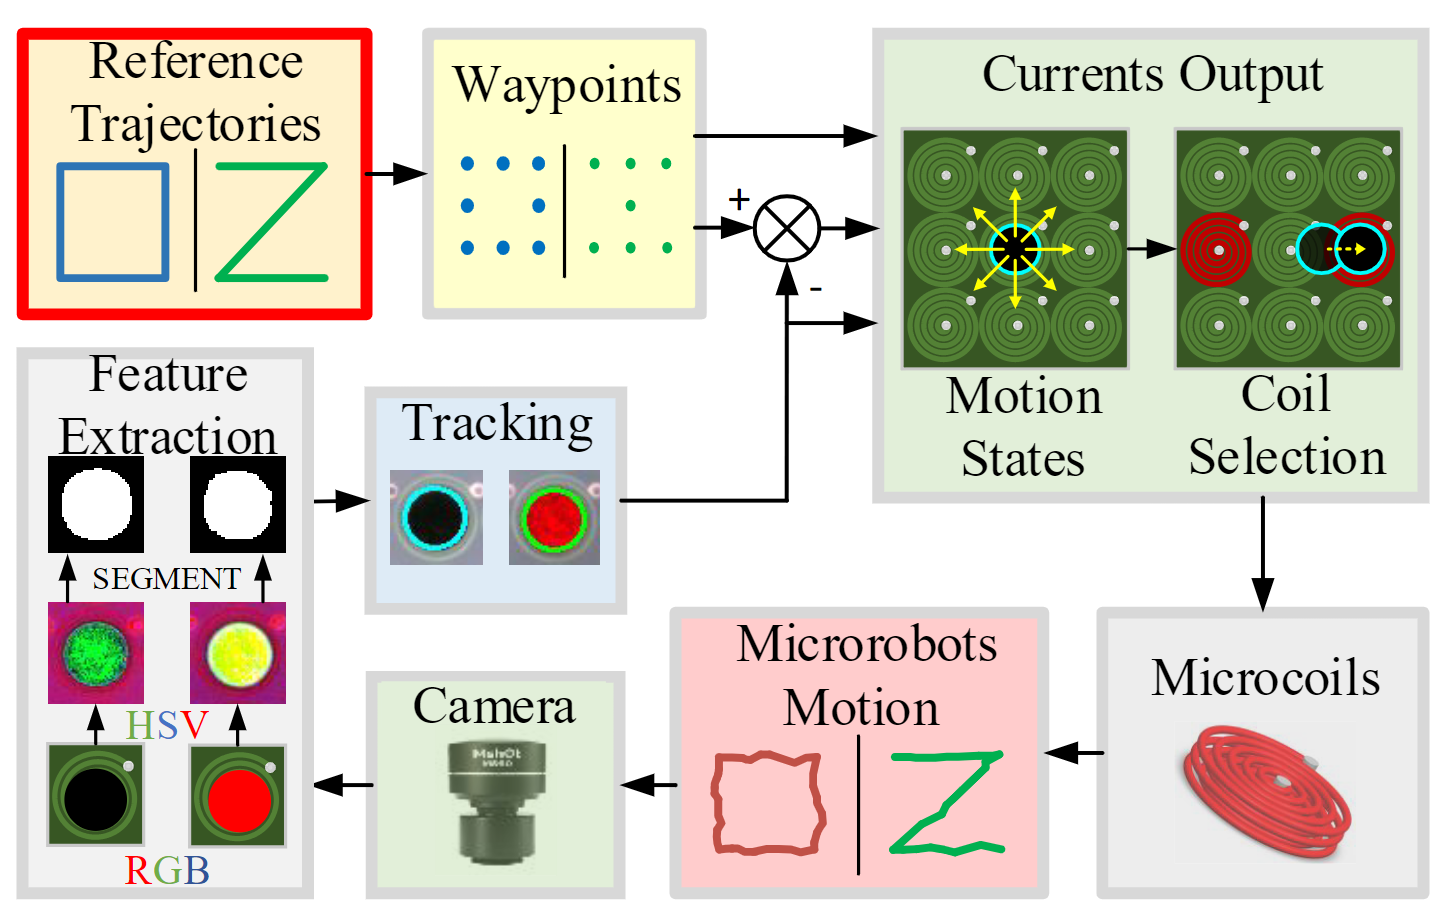 Reference
Trajectories
Waypoints
+
-
Currents Output
Motion
States
Coil
Selection
Feature
Extraction
SEGMENT
HSV
RGB
Tracking
Camera
Microrobots
Motion
Microcoils